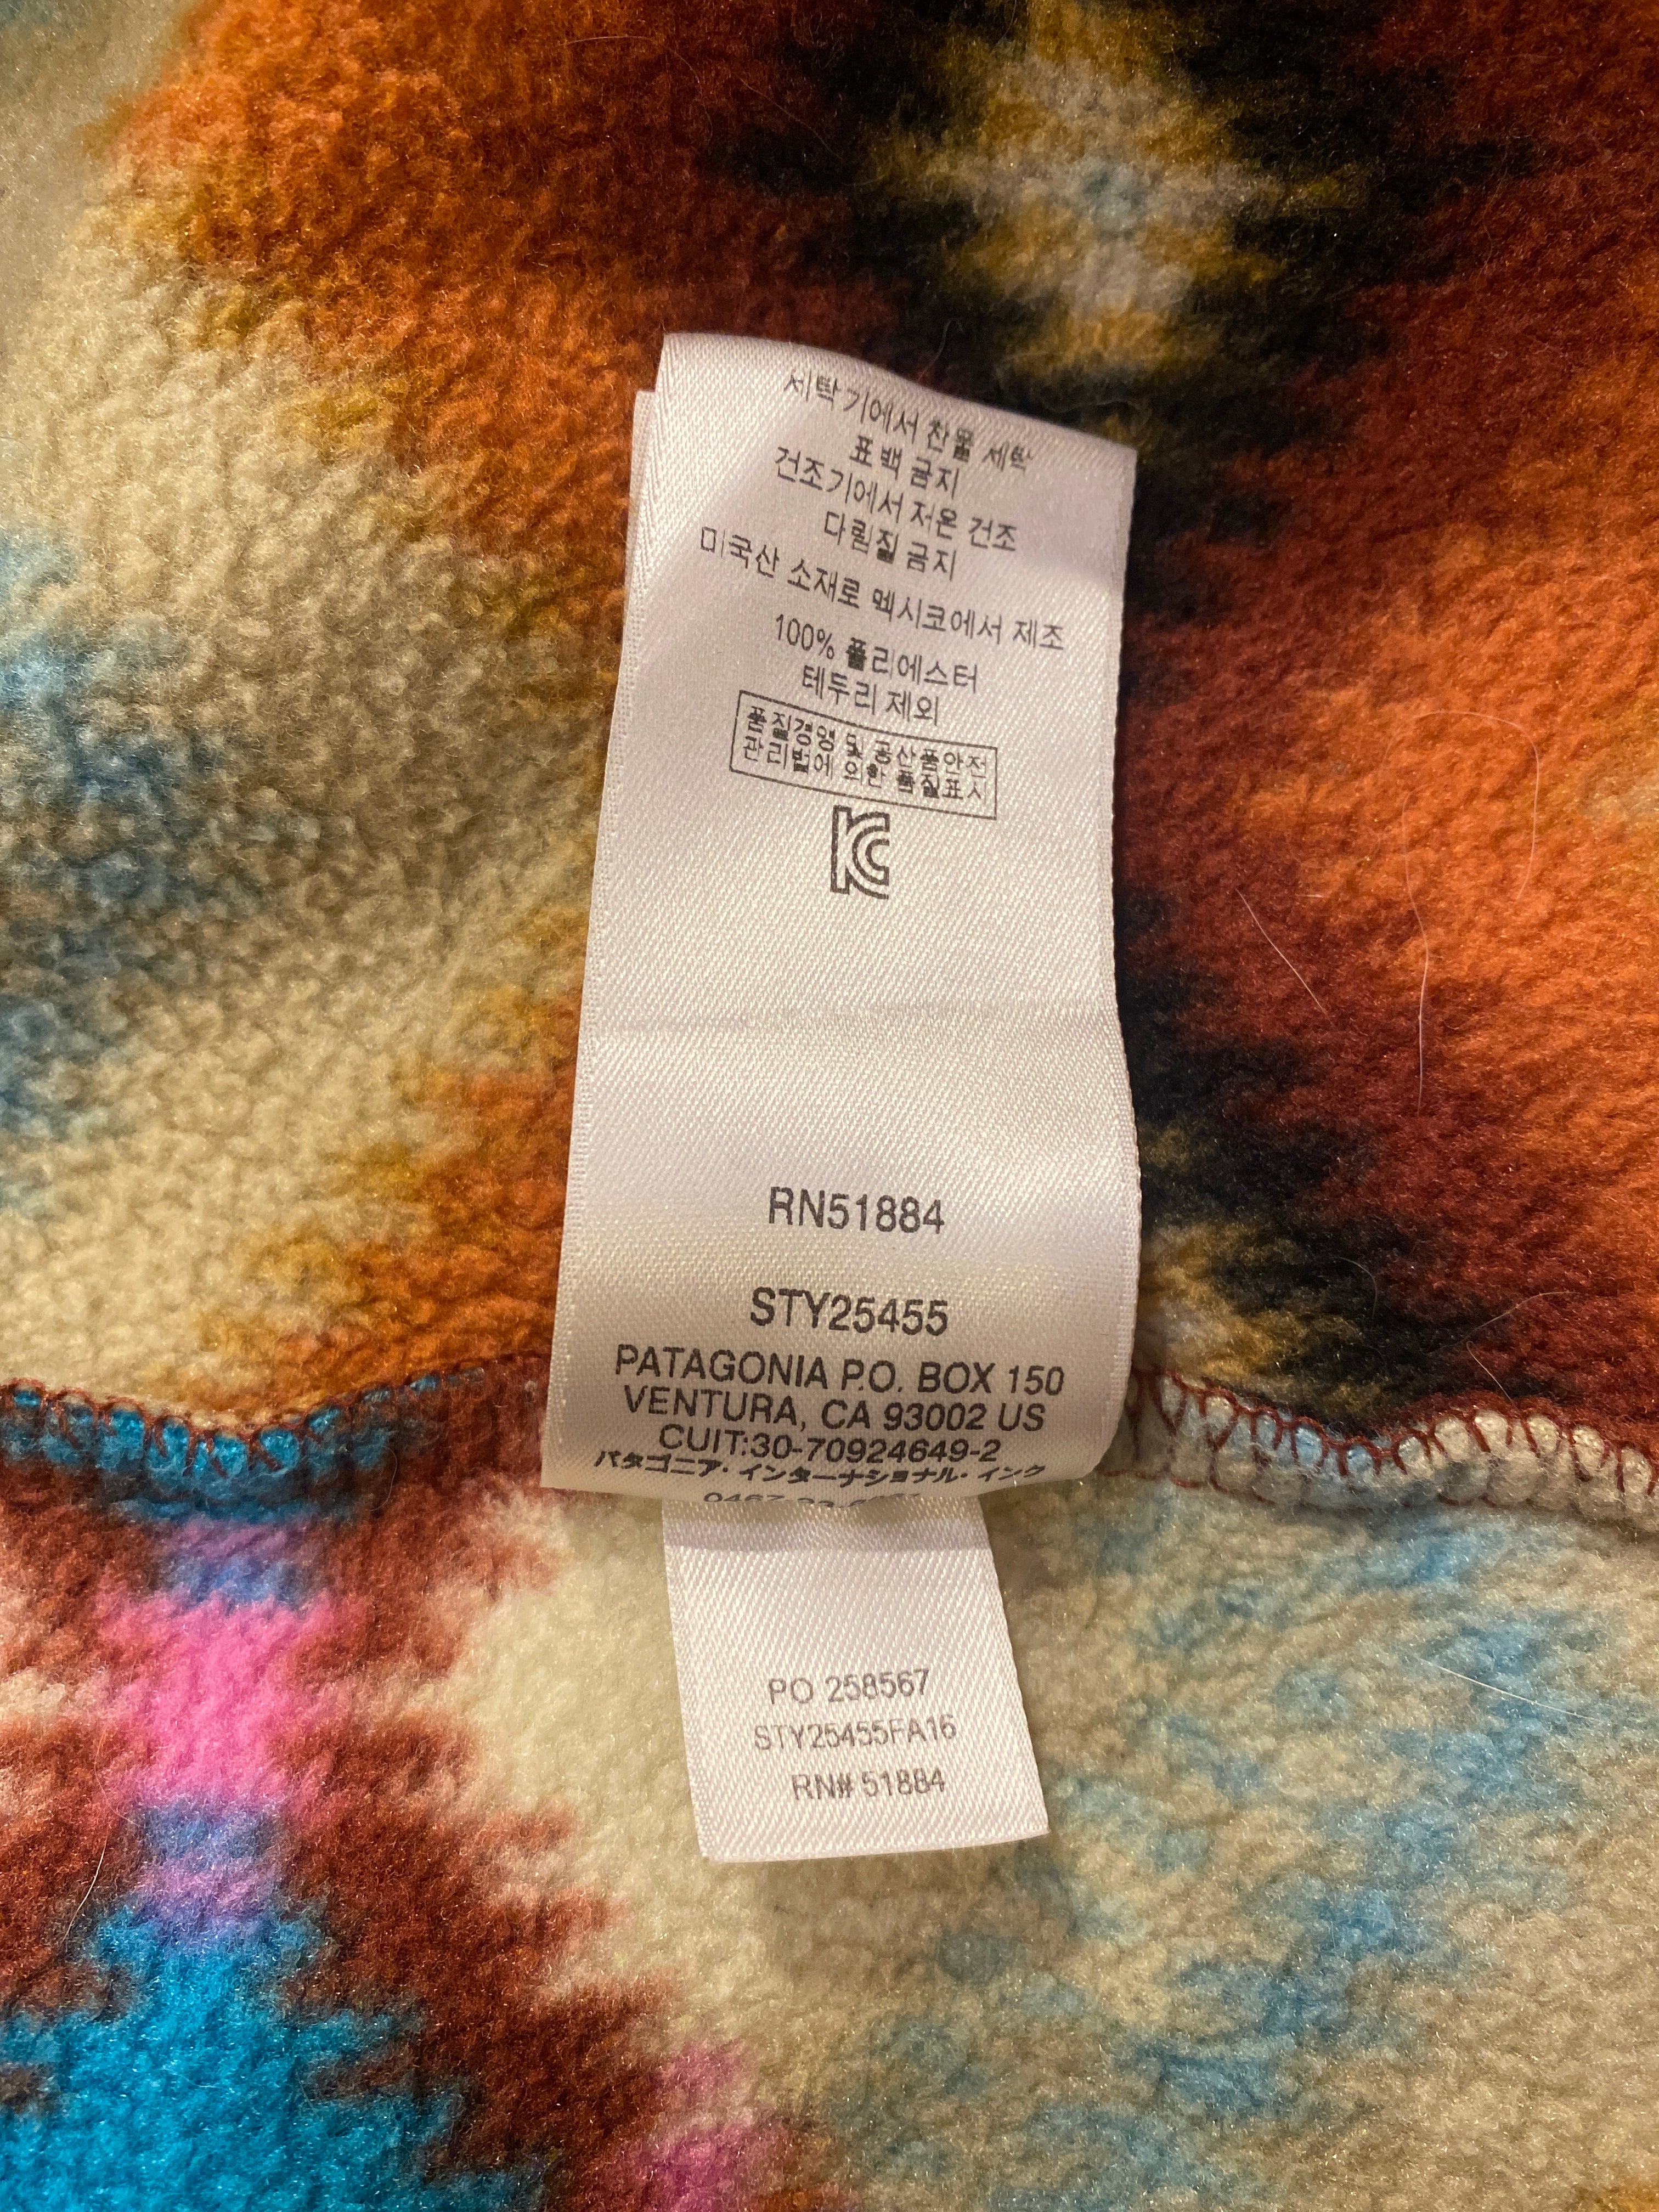 세탁기에서 찬물 세탁
표백 금지
건조기에서 저온 건조
다림질 금지
미국산 소재로 멕시코에서 제조
100% 폴리에스터
테두리 제외
품질경영 및 공산품안전
관리법에 의한 품질표시
RN51884
STY25455
PATAGONIA P.O. BOX 150
VENTURA, CA 93002 US
CUIT:30-70924649-2
パタゴニア・インターナショナル・インク
PO 258567
STY25455FA16
RN# 51884